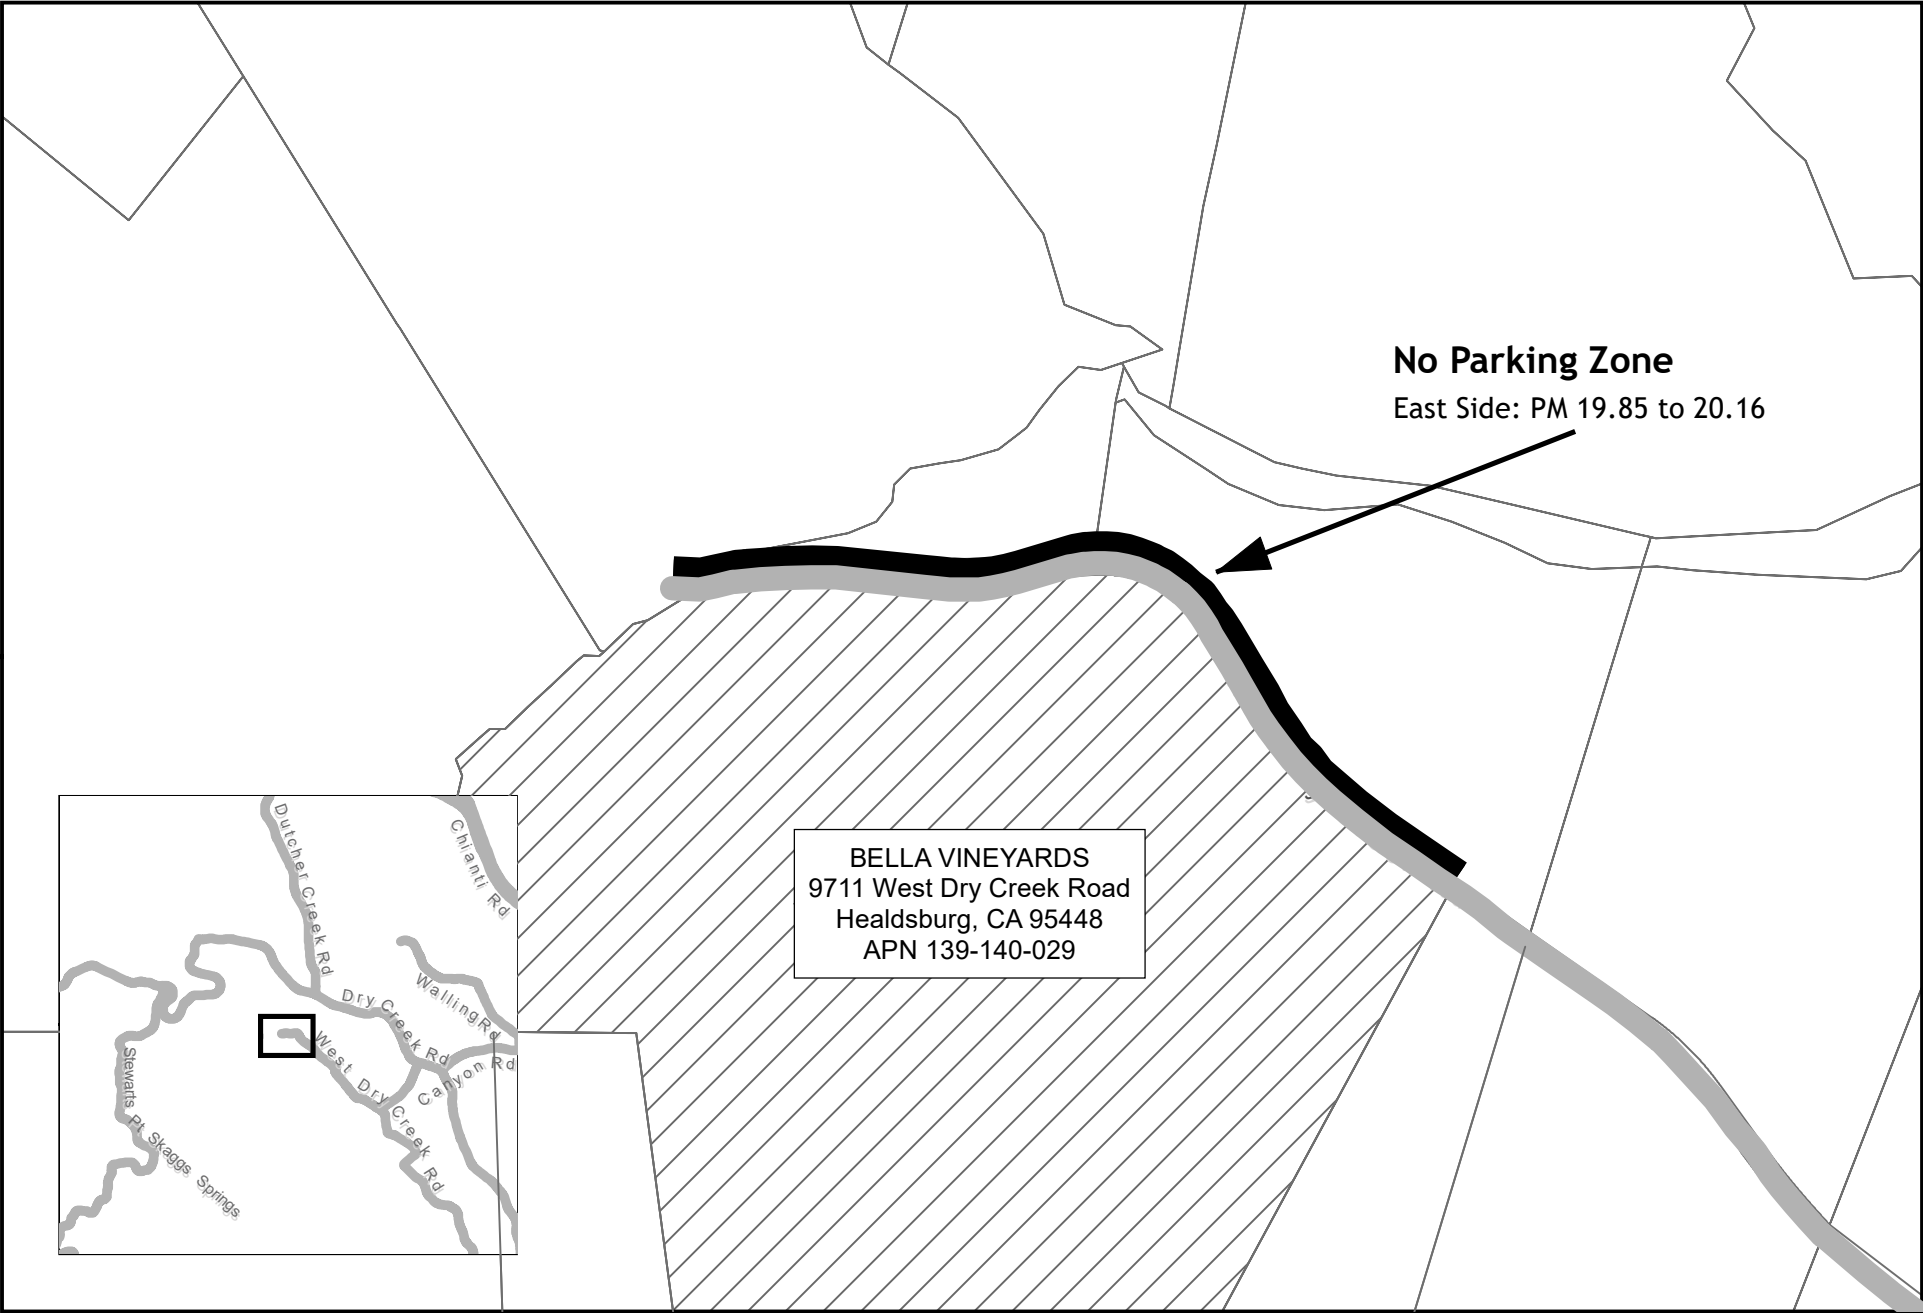 No Parking Zone
East Side: PM 19.85 to 20.16
BELLA VINEYARDS
9711 West Dry Creek Road
Healdsburg, CA 95448
APN 139-140-029
Dutcher Creek Rd
Chianti Rd
Dry Creek Rd
Walling Rd
Canyon Rd
West Dry Creek Rd
Stewarts Pt Skaggs Springs